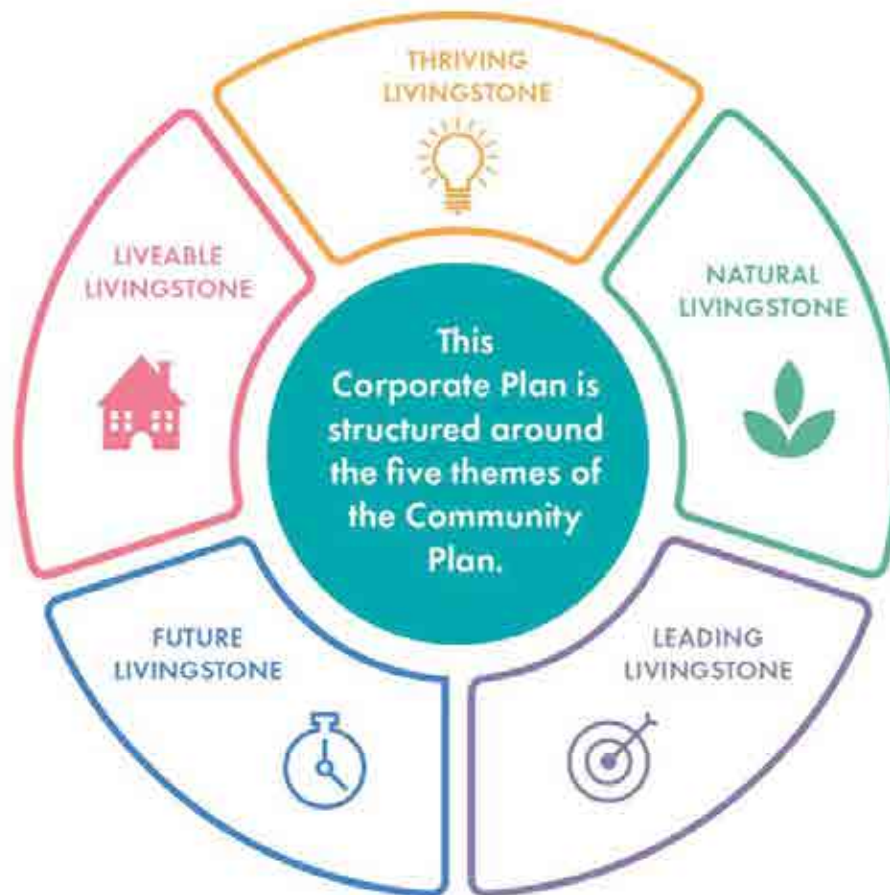 THRIVING
LIVINGSTONE
LIVEABLE
LIVINGSTONE
NATURAL
LIVINGSTONE
This
Corporate Plan is
structured around
the five themes of
the Community
Plan.
FUTURE
LIVINGSTONE
LEADING
LIVINGSTONE